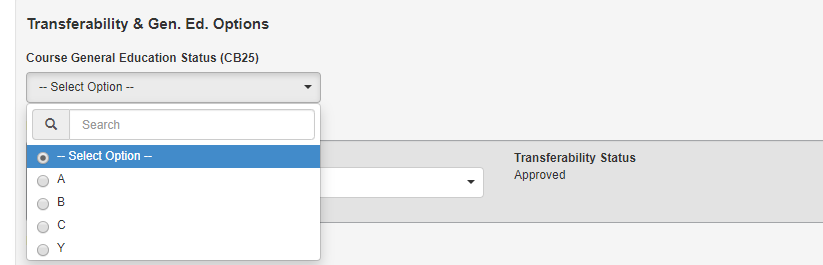 Transferability & Gen. Ed. Options
Course General Education Status (CB25)
-- Select Option --
Search
-- Select Option --
A
B
C
Y
Transferability Status
Approved